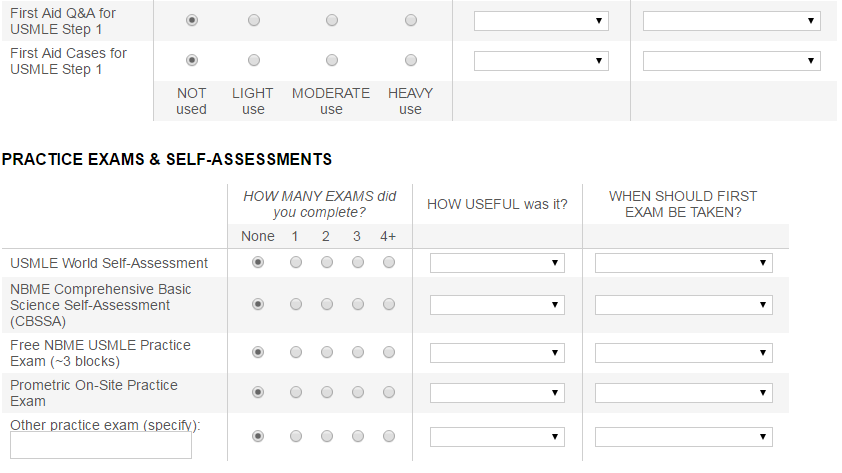 First Aid Q&A for
USMLE Step 1
First Aid Cases for
USMLE Step 1
NOT LIGHT MODERATE HEAVY
used use use use
PRACTICE EXAMS & SELF-ASSESSMENTS
HOW MANY EXAMS did
you complete?
HOW USEFUL was it?
WHEN SHOULD FIRST
EXAM BE TAKEN?
None 1 2 3 4+
USMLE World Self-Assessment
NBME Comprehensive Basic
Science Self-Assessment
(CBSSA)
Free NBME USMLE Practice
Exam (~3 blocks)
Prometric On-Site Practice
Exam
Other practice exam (specify):